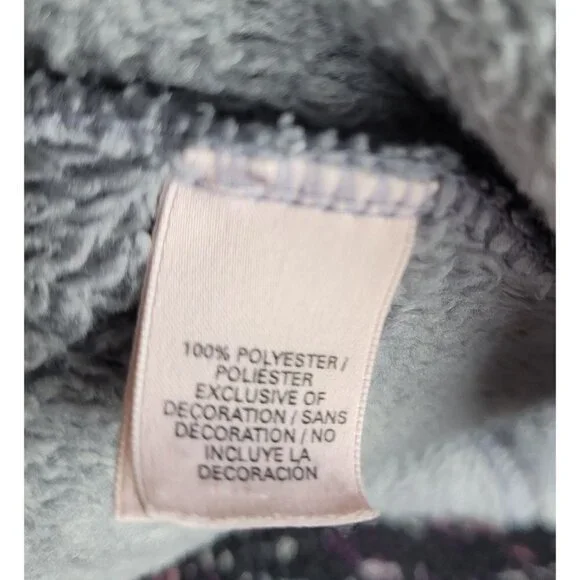 100% POLYESTER /
POLIÉSTER
EXCLUSIVE OF
DECORATION / SANS
DÉCORATION / NO
INCLUYE LA
DECORACIÓN